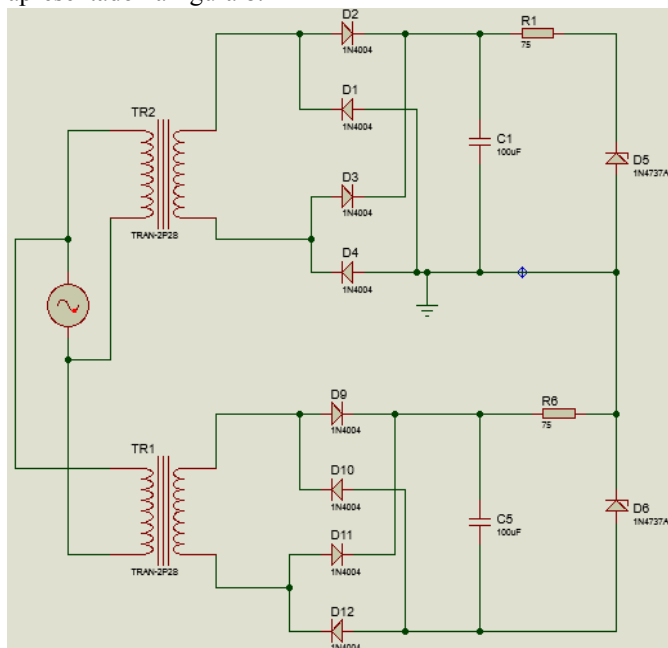 D2
1N4004
R1
75
D1
1N4004
TR2
C1
100uF
D5
1N4737A
D3
1N4004
TRAN-2P2S
D4
1N4004
D9
1N4004
R6
75
TR1
D10
1N4004
C5
100uF
D6
1N4737A
D11
1N4004
TRAN-2P2S
D12
1N4004